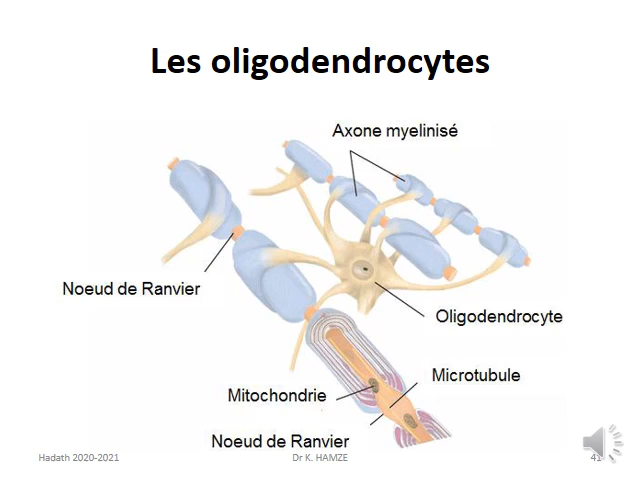 Les oligodendrocytes
Axone myelinisé
Noeud de Ranvier
Oligodendrocyte
Microtubule
Mitochondrie
Noeud de Ranvier
Hadath 2020-2021
Dr K. HAMZE
41